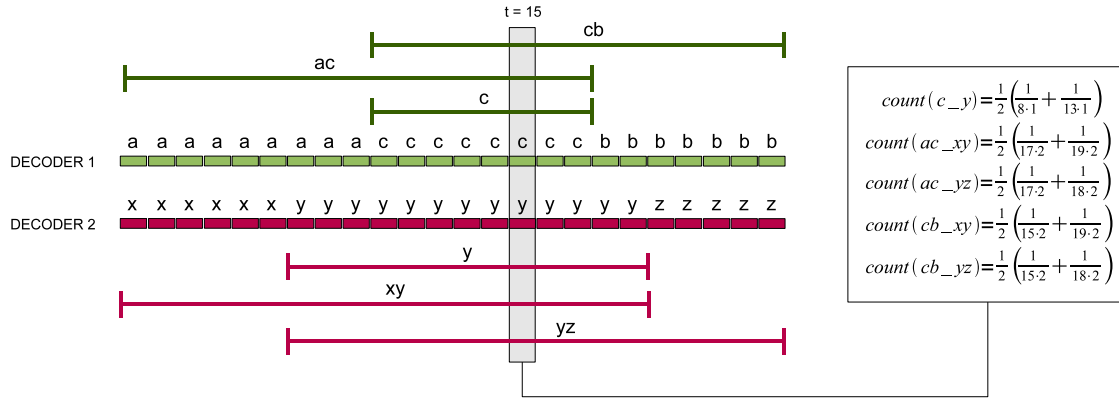 t = 15
cb
ac
c
a a a a a a a a a c c c c c c c c b b b b b b b
DECODER 1
x x x x x x y y y y y y y y y y y y y z z z z z
DECODER 2
y
xy
yz
count(c_y)=1/2(1/8·1+1/13·1)
count(ac_xy)=1/2(1/17·2+1/19·2)
count(ac_yz)=1/2(1/17·2+1/18·2)
count(cb_xy)=1/2(1/15·2+1/19·2)
count(cb_yz)=1/2(1/15·2+1/18·2)